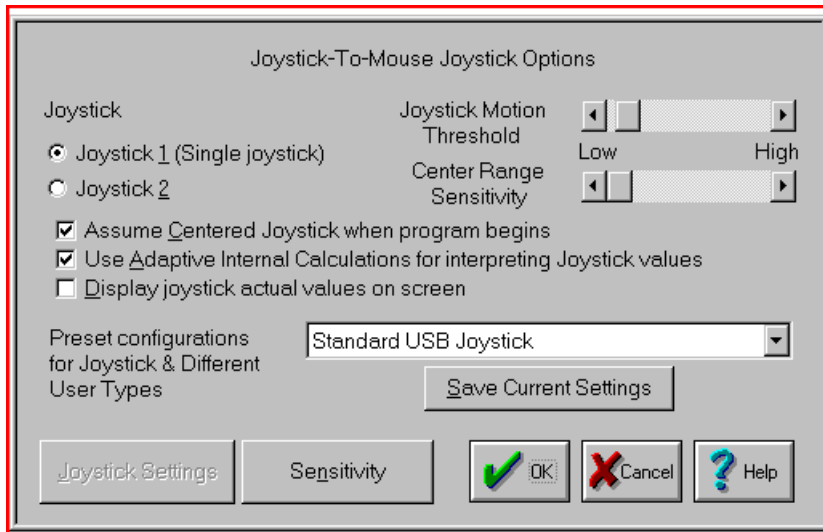 Joystick-To-Mouse Joystick Options
Joystick
Joystick 1 (Single joystick)
Joystick 2
Joystick Motion
Threshold
Low High
Center Range
Sensitivity
Assume Centered Joystick when program begins
Use Adaptive Internal Calculations for interpreting Joystick values
Display joystick actual values on screen
Preset configurations
for Joystick & Different
User Types
Standard USB Joystick
Save Current Settings
Joystick Settings
Sensitivity
OK
Cancel
Help